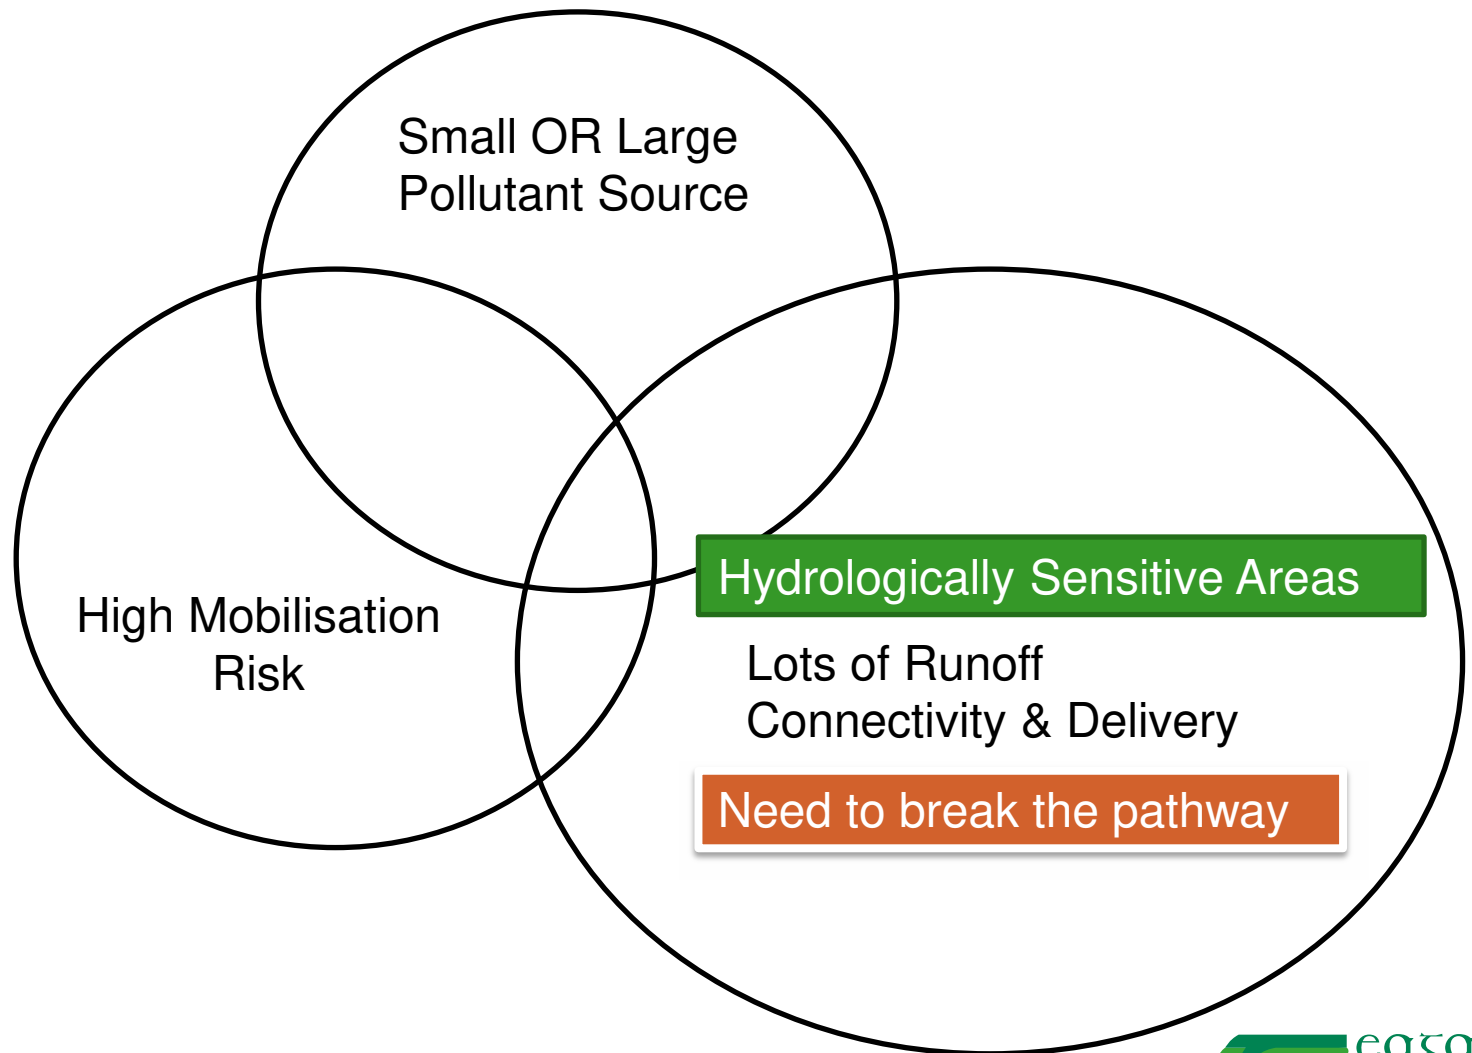 Small OR Large
Pollutant Source
High Mobilisation
Risk
Hydrologically Sensitive Areas
Lots of Runoff
Connectivity & Delivery
Need to break the pathway